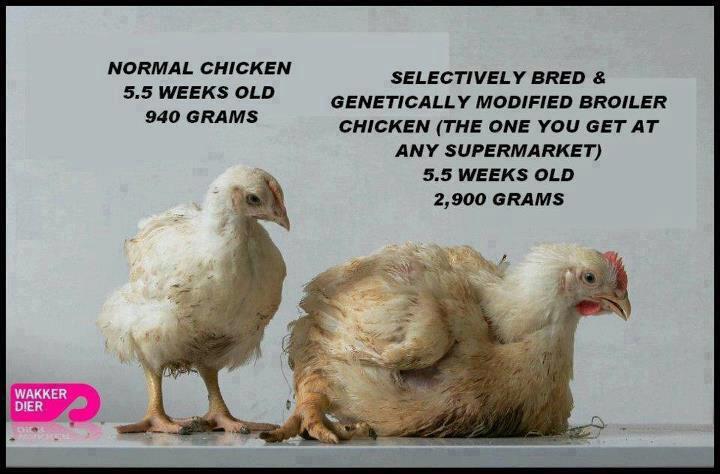 NORMAL CHICKEN
5.5 WEEKS OLD
940 GRAMS
SELECTIVELY BRED &
GENETICALLY MODIFIED BROILER
CHICKEN (THE ONE YOU GET AT
ANY SUPERMARKET)
5.5 WEEKS OLD
2,900 GRAMS
WAKKER
DIER